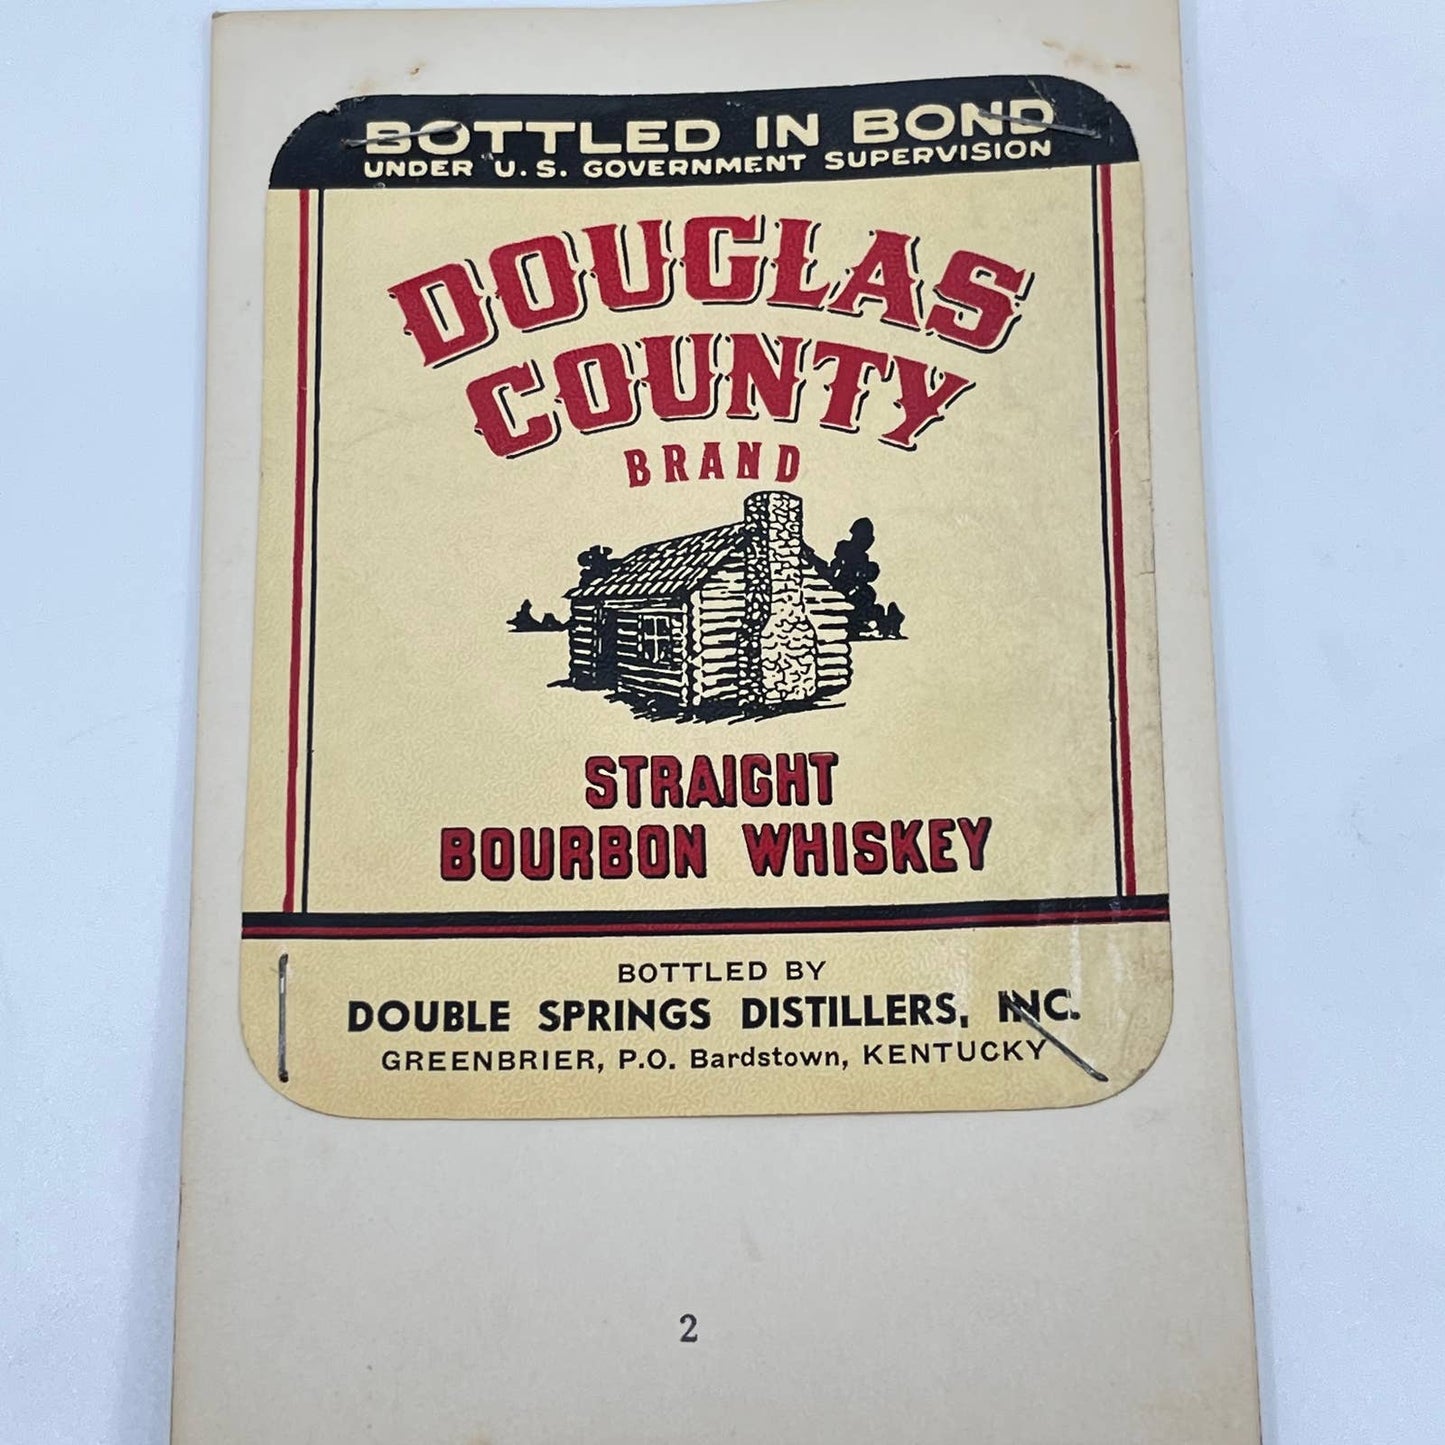 BOTTLED IN BOND
UNDER U.S. GOVERNMENT SUPERVISION
DOUGLAS
COUNTY
BRAND
STRAIGHT
BOURBON WHISKEY
BOTTLED BY
DOUBLE SPRINGS DISTILLERS, INC.
GREENBRIER, P.O. Bardstown, KENTUCKY
2